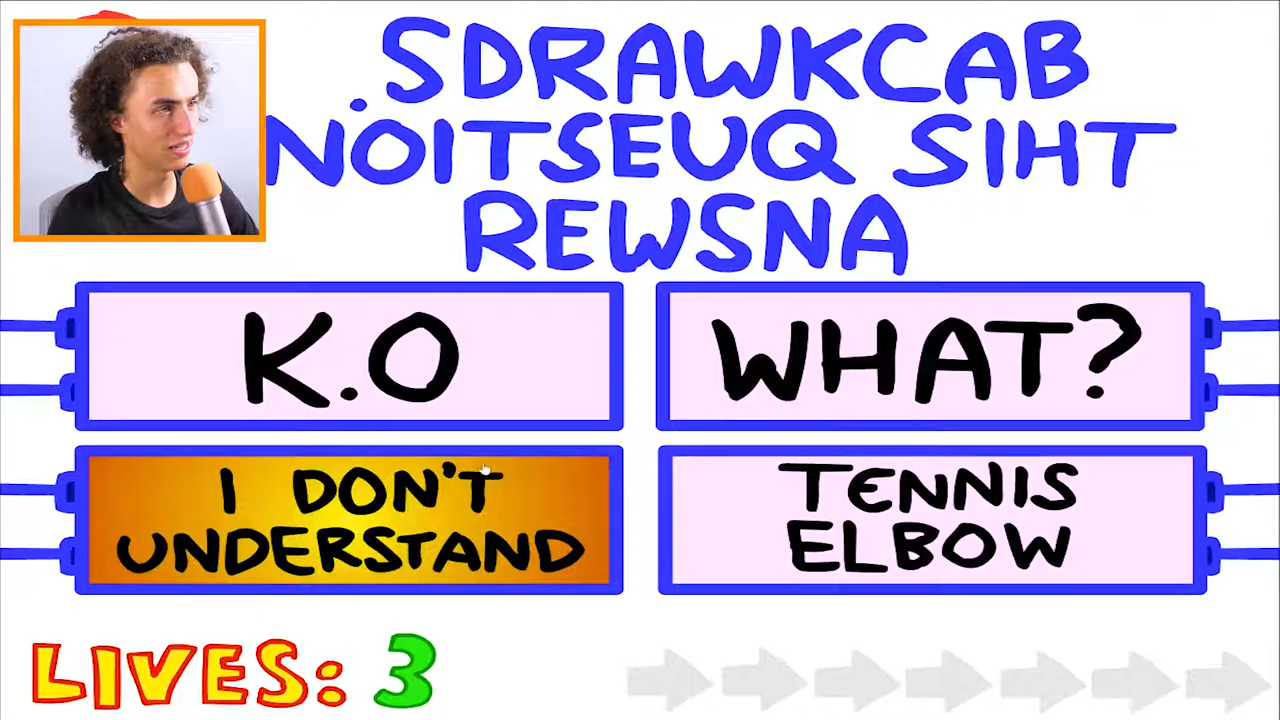 .SDRAWKCAB
NOITSEUQ SIHT
REWSNA
K.O
WHAT?
I DON'T
UNDERSTAND
TENNIS
ELBOW
LIVES: 3